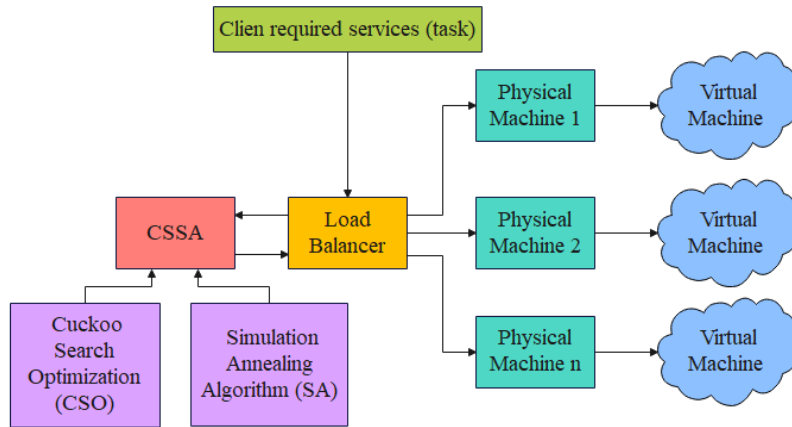 Clien required services (task)
Physical
Machine 1
Virtual
Machine
CSSA
Load
Balancer
Physical
Machine 2
Virtual
Machine
Cuckoo
Search
Optimization
(CSO)
Simulation
Annealing
Algorithm (SA)
Physical
Machine n
Virtual
Machine